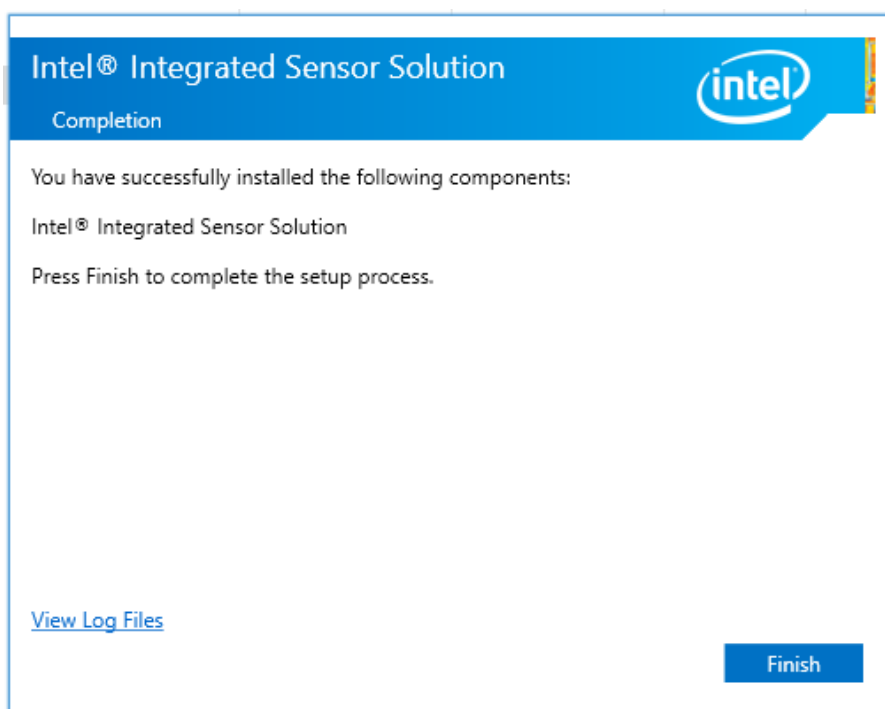 Intel® Integrated Sensor Solution
intel
Completion
You have successfully installed the following components:
Intel® Integrated Sensor Solution
Press Finish to complete the setup process.
View Log Files
Finish